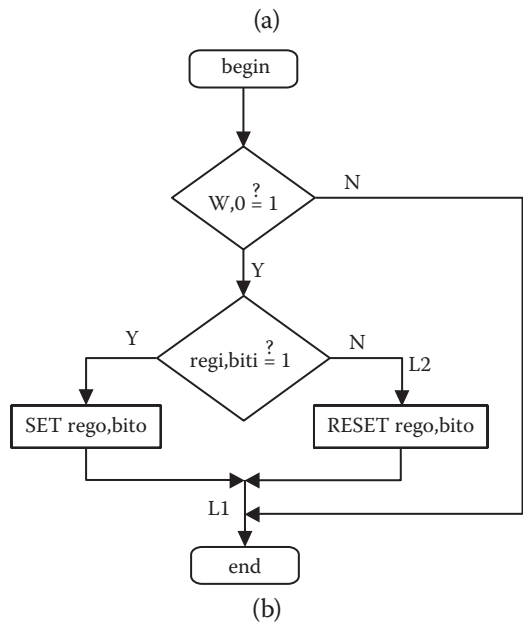 (a)
begin
W,0 ≟ 1
N
Y
regi,biti ≟ 1
Y
N
L2
SET rego,bito
RESET rego,bito
L1
end
(b)